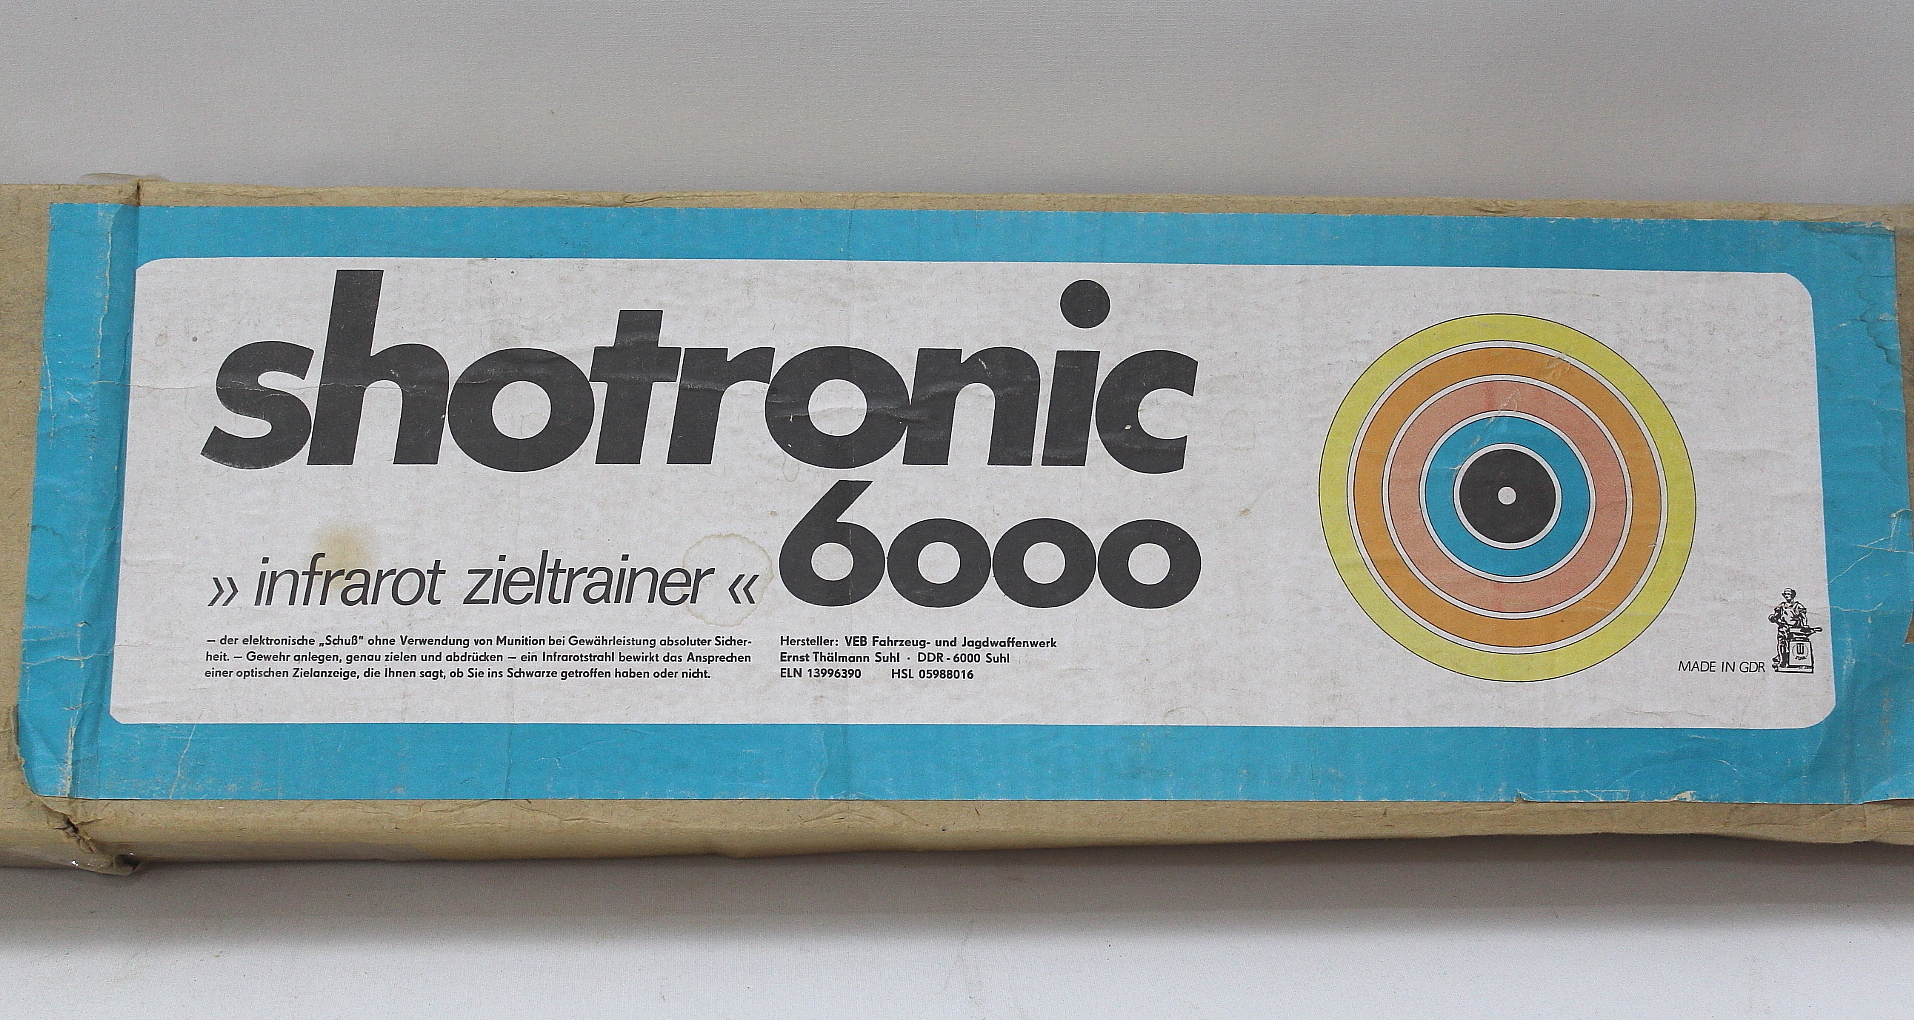 shotronic
6000
» infrarot zieltrainer «
– der elektronische „Schuß" ohne Verwendung von Munition bei Gewährleistung absoluter Sicher-
heit. – Gewehr anlegen, genau zielen und abdrücken – ein Infrarotstrahl bewirkt das Ansprechen
einer optischen Zielanzeige, die Ihnen sagt, ob Sie ins Schwarze getroffen haben oder nicht.
Hersteller: VEB Fahrzeug- und Jagdwaffenwerk
Ernst Thälmann Suhl · DDR - 6000 Suhl
ELN 13996390 HSL 05988016
MADE IN GDR